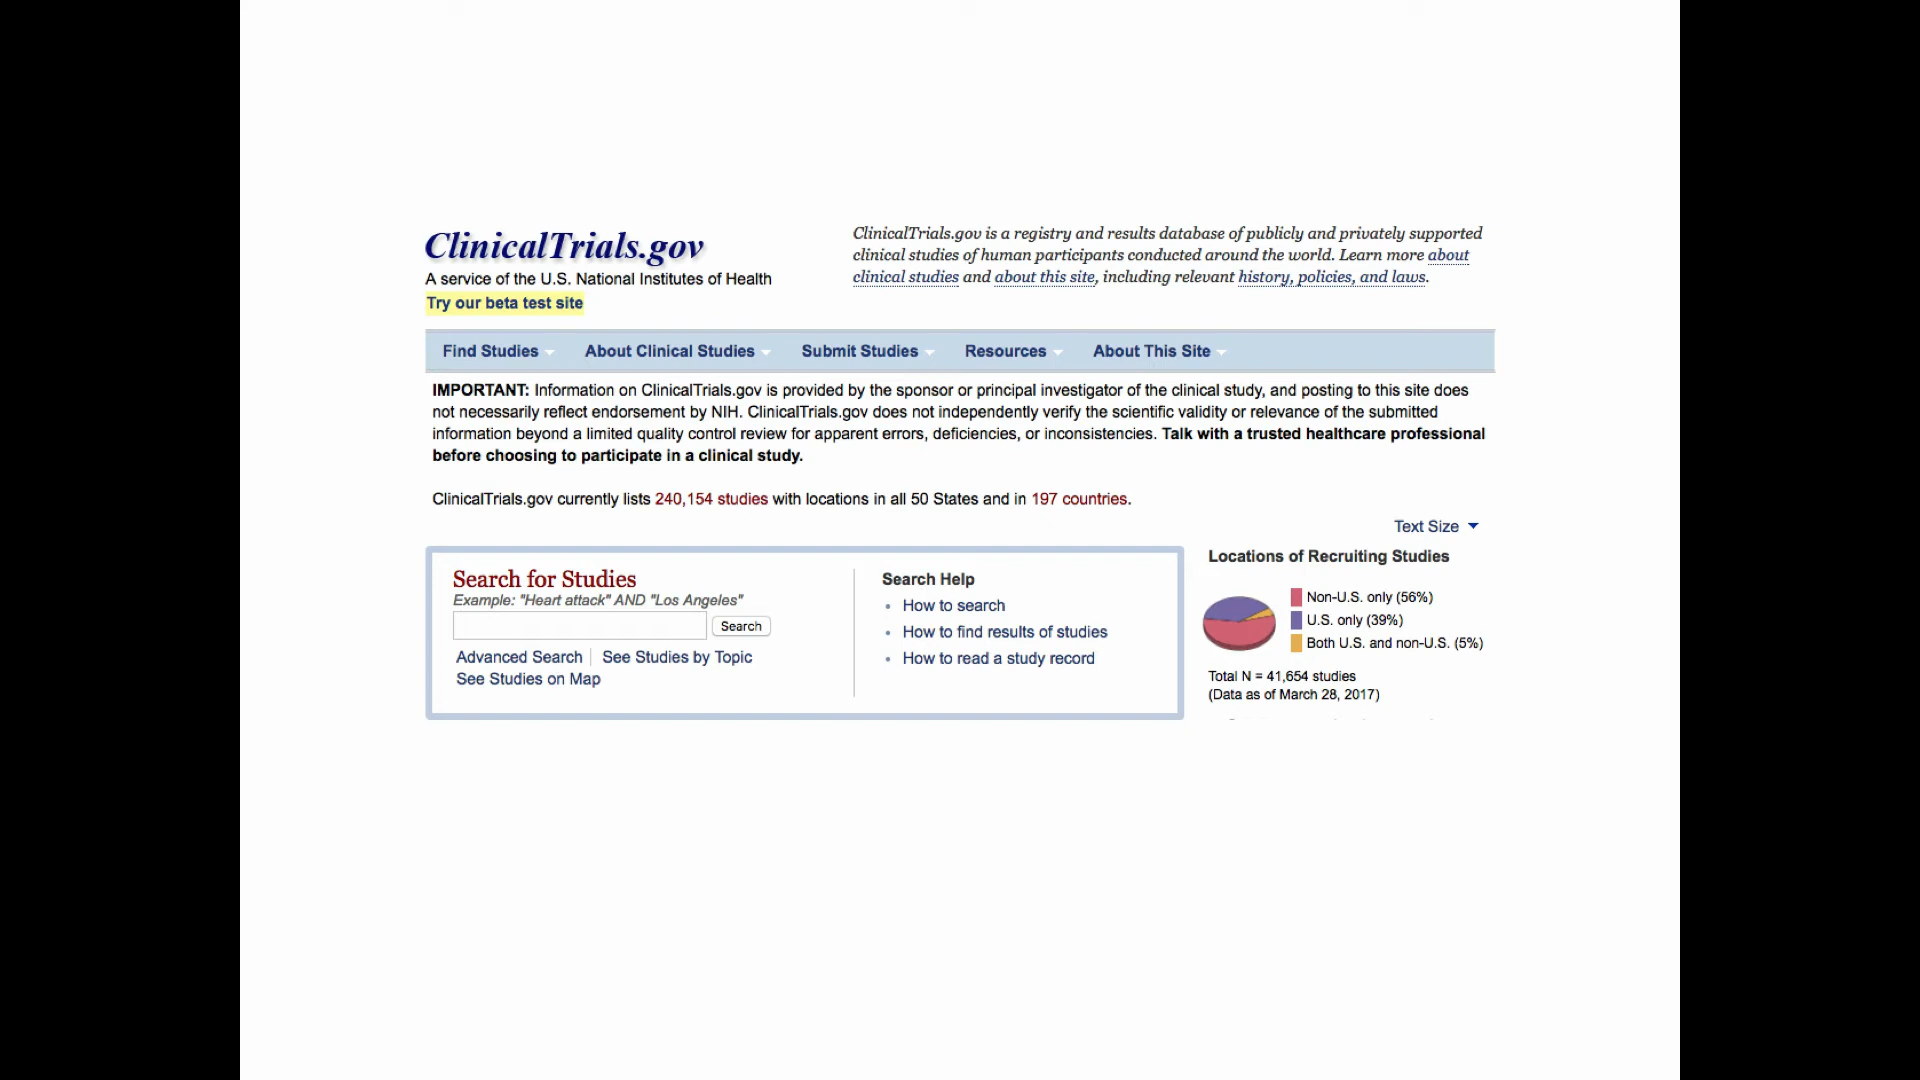 ClinicalTrials.gov
A service of the U.S. National Institutes of Health
Try our beta test site
ClinicalTrials.gov is a registry and results database of publicly and privately supported
clinical studies of human participants conducted around the world. Learn more about
clinical studies and about this site, including relevant history, policies, and laws.
Find Studies About Clinical Studies Submit Studies Resources About This Site
IMPORTANT: Information on ClinicalTrials.gov is provided by the sponsor or principal investigator of the clinical study, and posting to this site does
not necessarily reflect endorsement by NIH. ClinicalTrials.gov does not independently verify the scientific validity or relevance of the submitted
information beyond a limited quality control review for apparent errors, deficiencies, or inconsistencies. Talk with a trusted healthcare professional
before choosing to participate in a clinical study.
ClinicalTrials.gov currently lists 240,154 studies with locations in all 50 States and in 197 countries.
Text Size
Search for Studies
Example: "Heart attack" AND "Los Angeles"
Search
Advanced Search See Studies by Topic
See Studies on Map
Search Help
How to search
How to find results of studies
How to read a study record
Locations of Recruiting Studies
Non-U.S. only (56%)
U.S. only (39%)
Both U.S. and non-U.S. (5%)
Total N = 41,654 studies
(Data as of March 28, 2017)